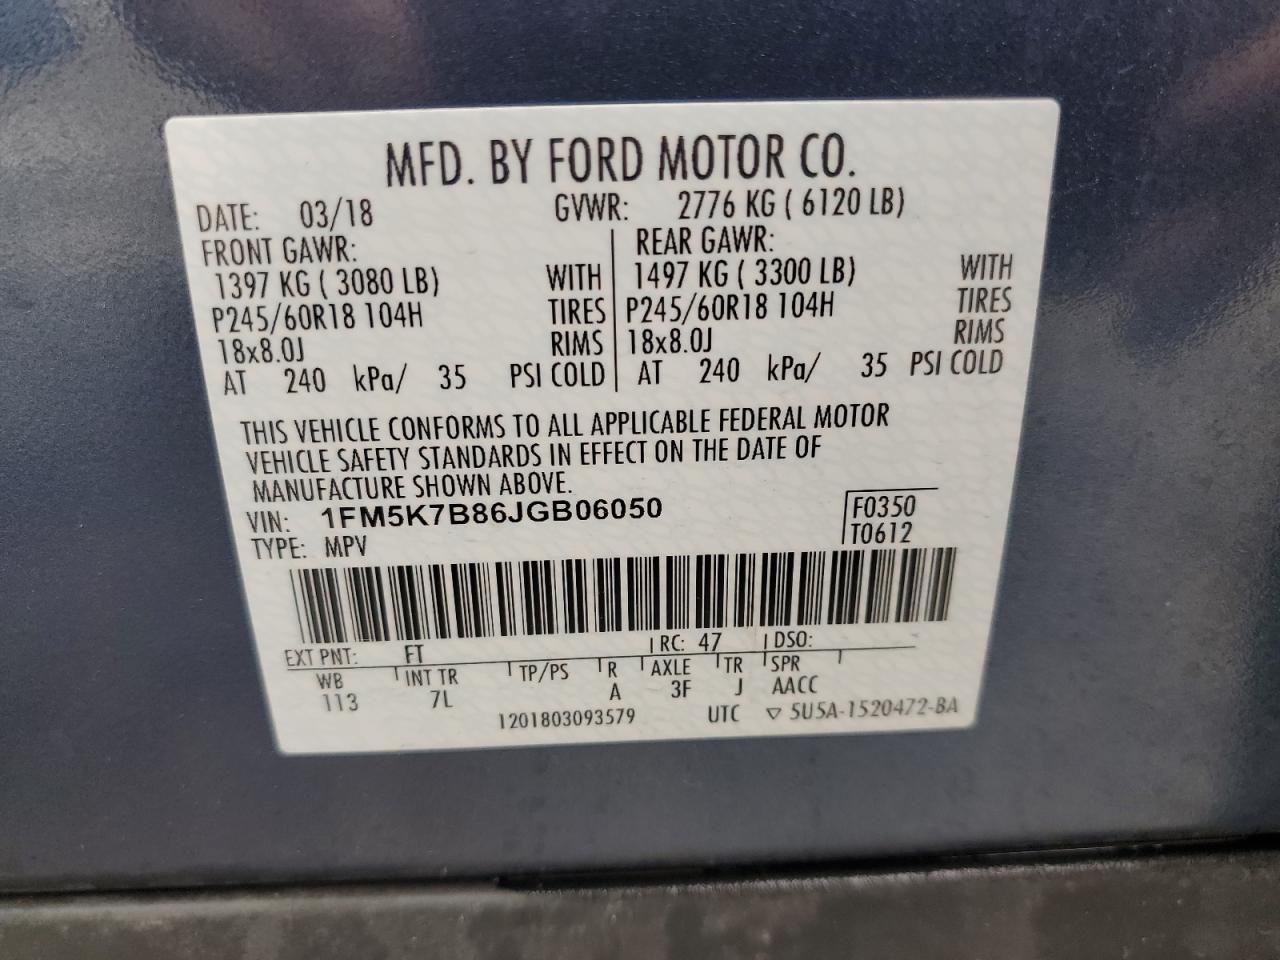 MFD. BY FORD MOTOR CO.
DATE: 03/18 GVWR: 2776 KG ( 6120 LB)
FRONT GAWR: REAR GAWR:
1397 KG ( 3080 LB) WITH 1497 KG ( 3300 LB) WITH
P245/60R18 104H TIRES P245/60R18 104H TIRES
18x8.0J RIMS 18x8.0J RIMS
AT 240 kPa/ 35 PSI COLD AT 240 kPa/ 35 PSI COLD
THIS VEHICLE CONFORMS TO ALL APPLICABLE FEDERAL MOTOR
VEHICLE SAFETY STANDARDS IN EFFECT ON THE DATE OF
MANUFACTURE SHOWN ABOVE.
VIN: 1FM5K7B86JGB06050 F0350
TYPE: MPV T0612
EXT PNT: FT RC: 47 DSO:
WB INT TR TP/PS R AXLE TR SPR
113 7L A 3F J AACC
1201803093579 UTC ▽ 5U5A-1520472-BA